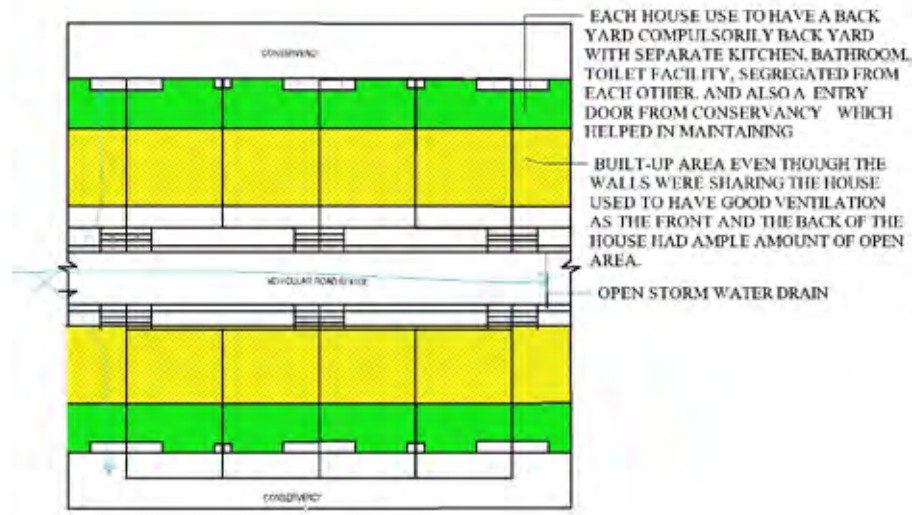 CONSERVENCY
EACH HOUSE USE TO HAVE A BACK
YARD COMPULSORILY BACK YARD
WITH SEPARATE KITCHEN, BATHROOM,
TOILET FACILITY, SEGREGATED FROM
EACH OTHER. AND ALSO A ENTRY
DOOR FROM CONSERVANCY WHICH
HELPED IN MAINTAINING
BUILT-UP AREA EVEN THOUGH THE
WALLS WERE SHARING THE HOUSE
USED TO HAVE GOOD VENTILATION
AS THE FRONT AND THE BACK OF THE
HOUSE HAD AMPLE AMOUNT OF OPEN
AREA.
VEHICULAR ROAD
OPEN STORM WATER DRAIN
CONSERVENCY